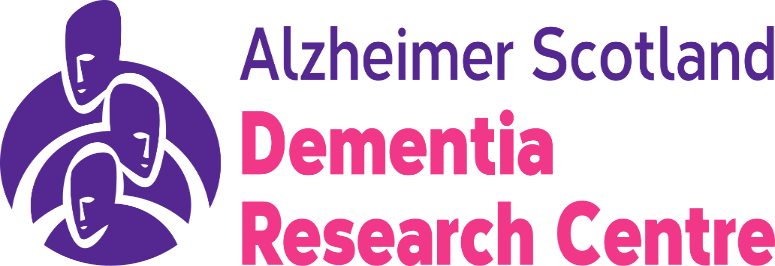 Alzheimer Scotland
Dementia
Research Centre